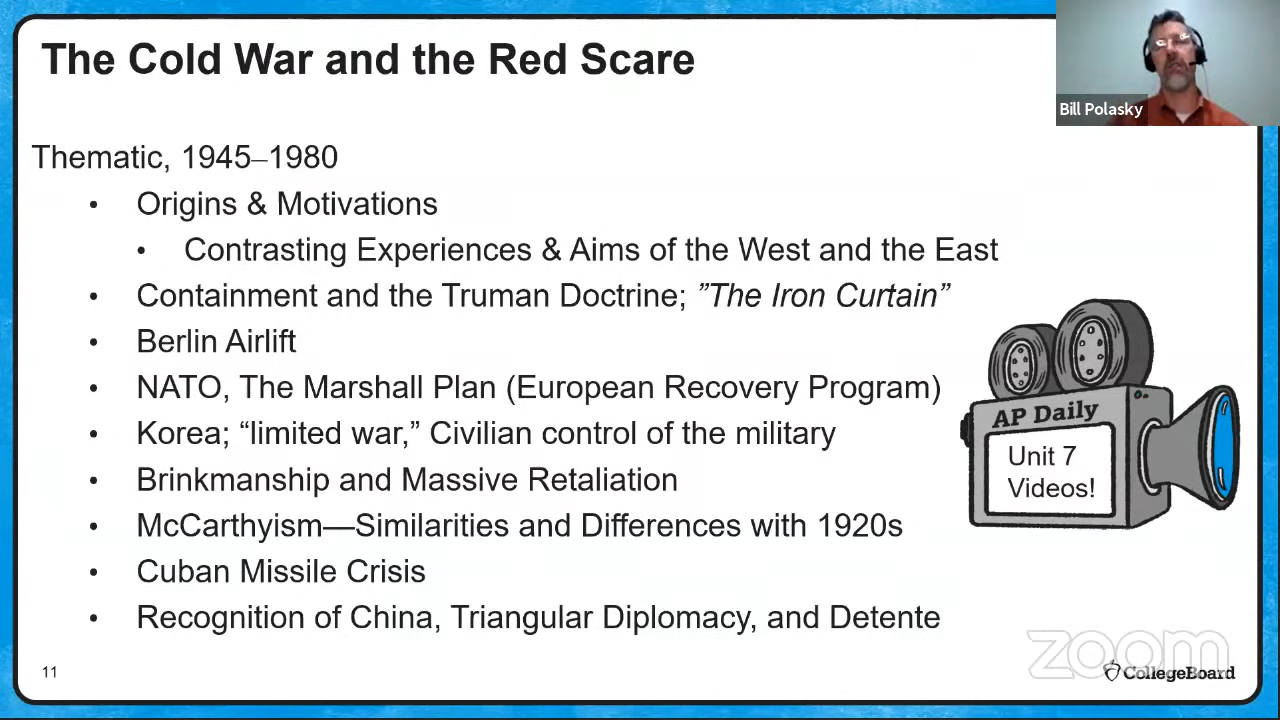 The Cold War and the Red Scare
Bill Polasky
Thematic, 1945–1980
• Origins & Motivations
• Contrasting Experiences & Aims of the West and the East
• Containment and the Truman Doctrine; ”The Iron Curtain”
• Berlin Airlift
• NATO, The Marshall Plan (European Recovery Program)
• Korea; “limited war,” Civilian control of the military
• Brinkmanship and Massive Retaliation
• McCarthyism—Similarities and Differences with 1920s
• Cuban Missile Crisis
• Recognition of China, Triangular Diplomacy, and Detente
AP Daily
Unit 7
Videos!
zoom
11
CollegeBoard